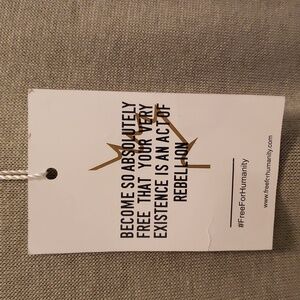 BECOME SO ABSOLUTELY
FREE THAT YOUR VERY
EXISTENCE IS AN ACT OF
REBELLION
#FreeForHumanity
www.freeforhumanity.com